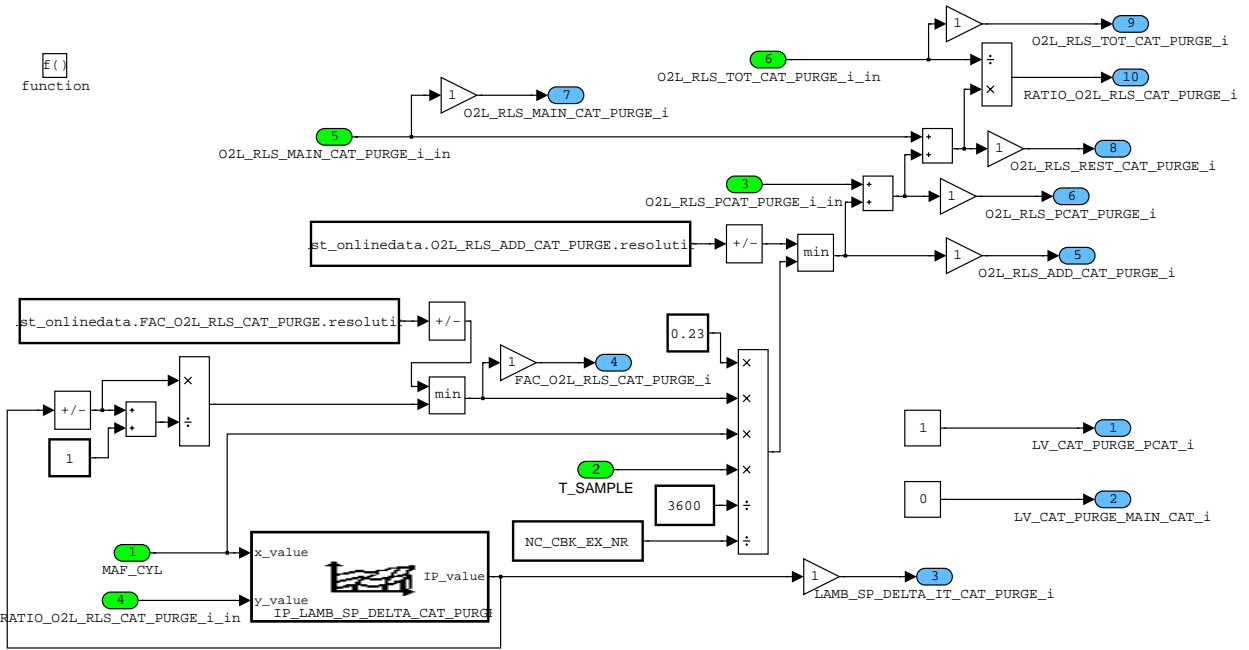 1
9
O2L_RLS_TOT_CAT_PURGE_i
f()
function
6
÷
O2L_RLS_TOT_CAT_PURGE_i_in
10
×
RATIO_O2L_RLS_CAT_PURGE_i
1
7
O2L_RLS_MAIN_CAT_PURGE_i
5
O2L_RLS_MAIN_CAT_PURGE_i_in
+
+
1
8
O2L_RLS_REST_CAT_PURGE_i
3
O2L_RLS_PCAT_PURGE_i_in
+
+
1
6
O2L_RLS_PCAT_PURGE_i
st_onlinedata.O2L_RLS_ADD_CAT_PURGE.resoluti
+/-
min
1
5
O2L_RLS_ADD_CAT_PURGE_i
st_onlinedata.FAC_O2L_RLS_CAT_PURGE.resoluti
+/-
0.23
×
1
4
FAC_O2L_RLS_CAT_PURGE_i
×
÷
min
×
+/-
+
+
1
×
1
1
LV_CAT_PURGE_PCAT_i
2
T_SAMPLE
×
0
2
LV_CAT_PURGE_MAIN_CAT_i
3600
÷
NC_CBK_EX_NR
÷
1
MAF_CYL
x_value
IP_value
y_value
IP_LAMB_SP_DELTA_CAT_PURGE
4
RATIO_O2L_RLS_CAT_PURGE_i_in
1
3
LAMB_SP_DELTA_IT_CAT_PURGE_i